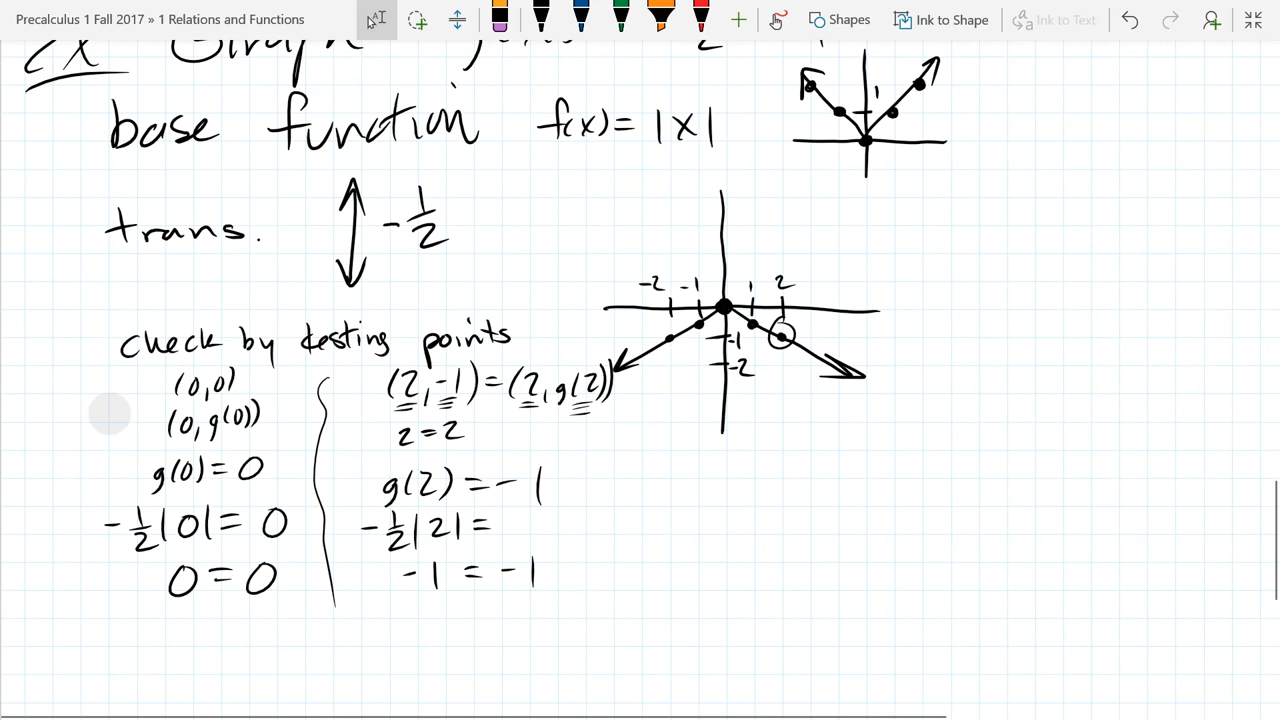 Precalculus 1 Fall 2017 » 1 Relations and Functions
Shapes
Ink to Shape
Ink to Text
Ex Graph
base function f(x) = |x|
1
trans. - 1/2
-2 -1 1 2
-1
-2
check by testing points
(0,0)
(0, g(0))
g(0) = 0
- 1/2 |0| = 0
0 = 0
(2, -1) = (2, g(2))
2 = 2
g(2) = -1
- 1/2 |2| =
-1 = -1